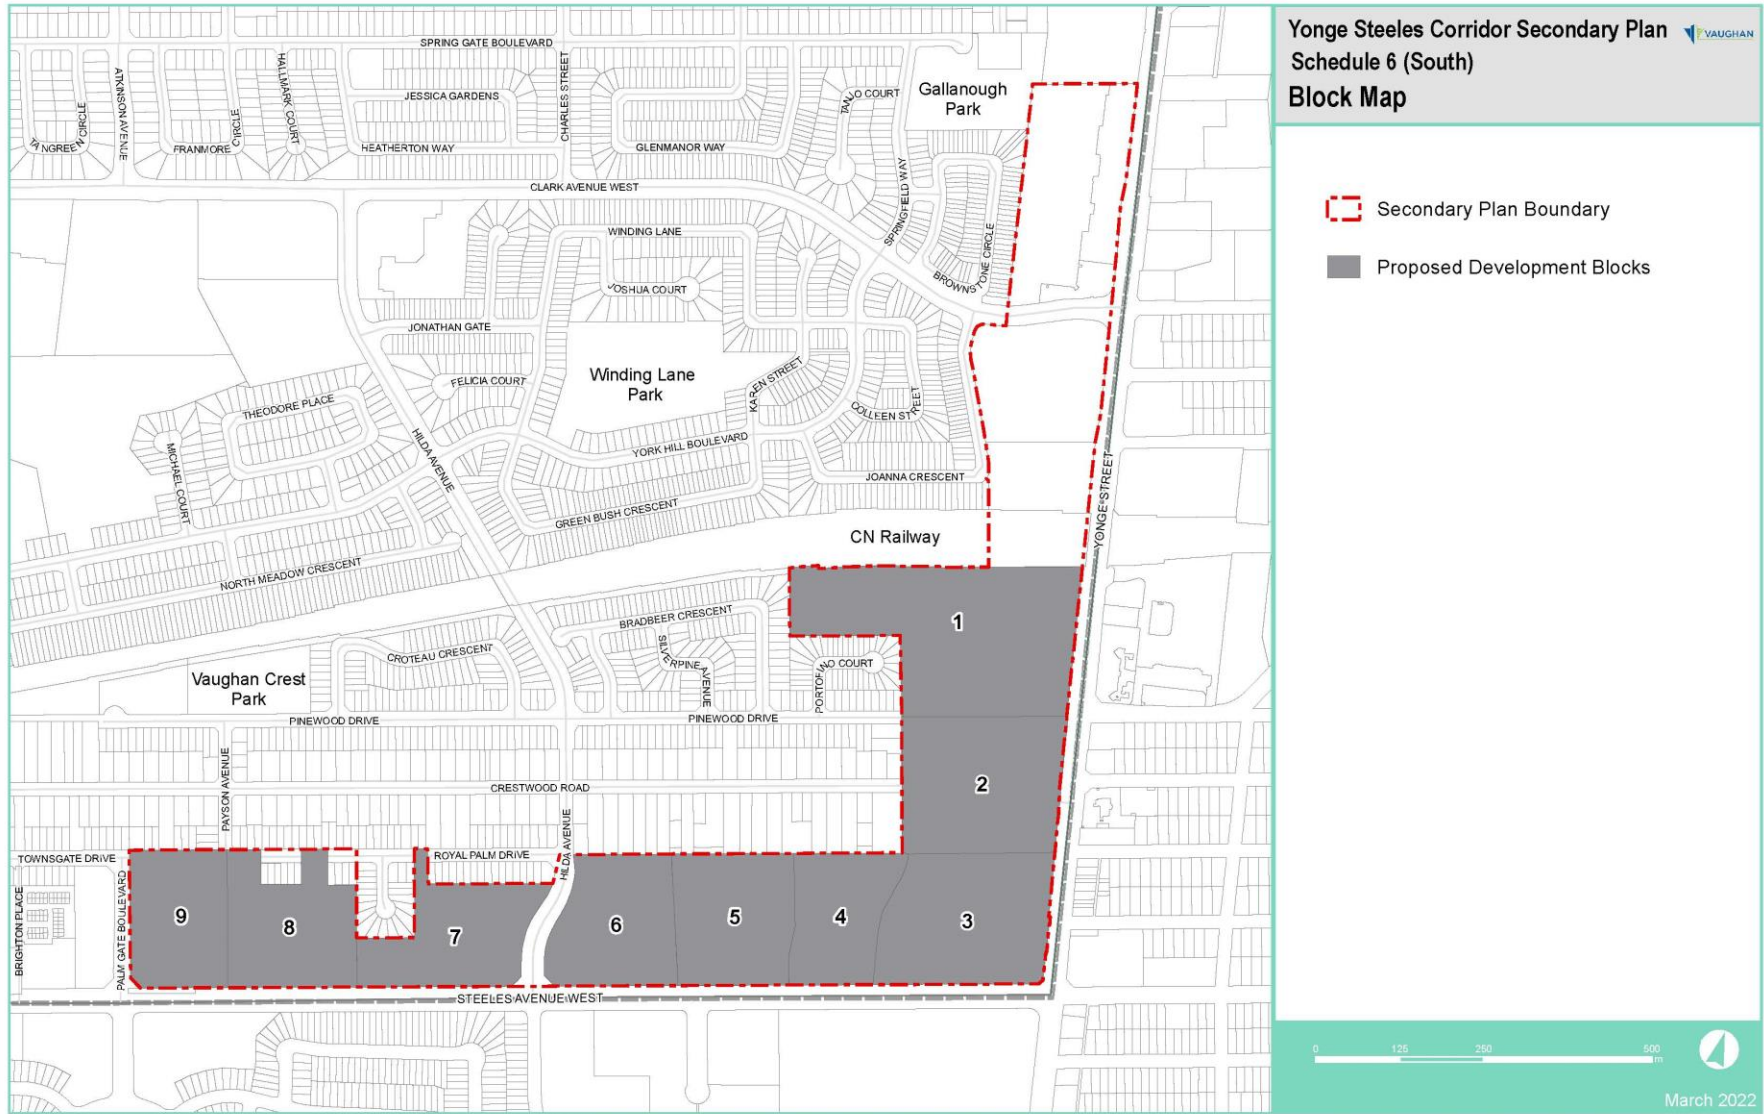 Yonge Steeles Corridor Secondary Plan
VAUGHAN
Schedule 6 (South)
Block Map
Secondary Plan Boundary
Proposed Development Blocks
SPRING GATE BOULEVARD
ATKINSON AVENUE
HALLMARK COURT
CHARLES STREET
JESSICA GARDENS
TANJO COURT
Gallanough
Park
TANGREEN CIRCLE
FRANMORE CIRCLE
HEATHERTON WAY
GLENMANOR WAY
CLARK AVENUE WEST
SPRINGFIELD WAY
WINDING LANE
BROWNSTONE CIRCLE
JOSHUA COURT
JONATHAN GATE
Winding Lane
Park
KAREN STREET
FELICIA COURT
COLLEEN STREET
THEODORE PLACE
HILDA AVENUE
YORK HILL BOULEVARD
MICHAEL COURT
JOANNA CRESCENT
YONGE STREET
GREEN BUSH CRESCENT
CN Railway
NORTH MEADOW CRESCENT
BRADBEER CRESCENT
1
SILVERPINE AVENUE
CROTEAU CRESCENT
PORTOFINO COURT
Vaughan Crest
Park
PINEWOOD DRIVE
PINEWOOD DRIVE
PAYSON AVENUE
CRESTWOOD ROAD
2
HILDA AVENUE
TOWNSGATE DRIVE
ROYAL PALM DRIVE
BRIGHTON PLACE
PALM GATE BOULEVARD
9
8
7
6
5
4
3
STEELES AVENUE WEST
0 125 250 500
m
March 2022